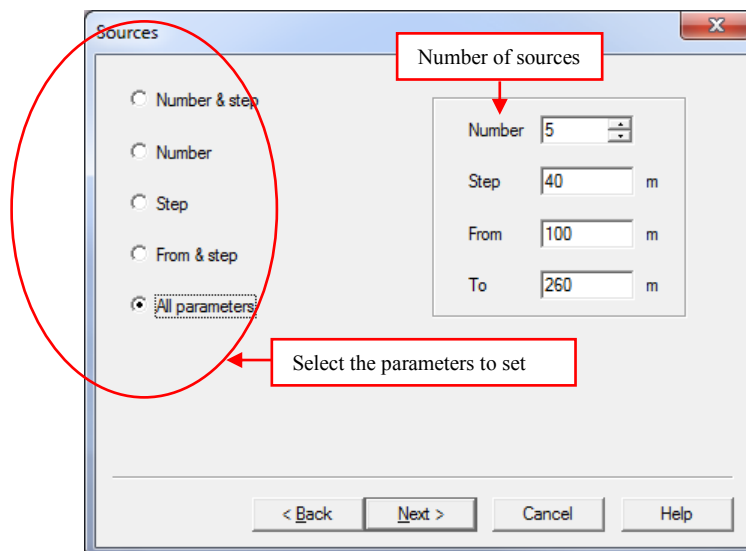 Sources
Number of sources
Number & step
Number
Step
From & step
All parameters
Number 5
Step 40 m
From 100 m
To 260 m
Select the parameters to set
< Back Next > Cancel Help